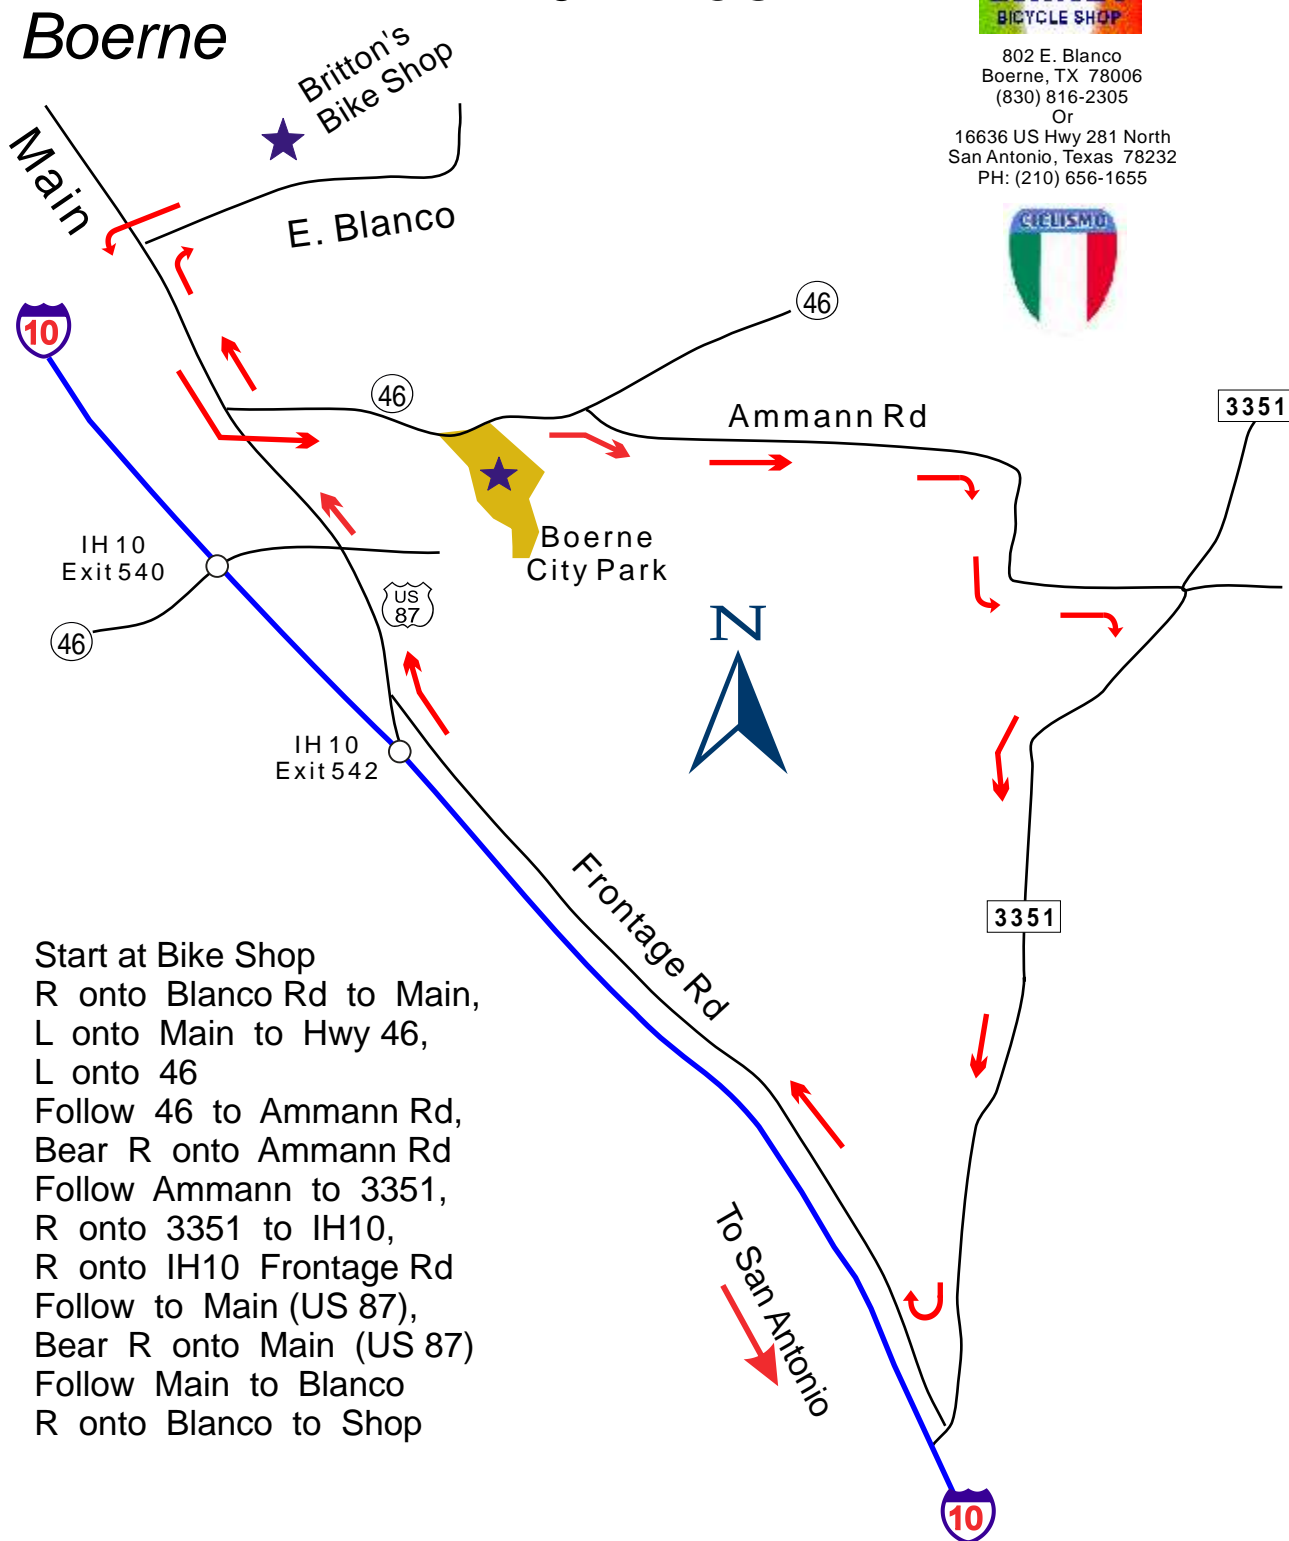 Boerne
BICYCLE SHOP
802 E. Blanco
Boerne, TX 78006
(830) 816-2305
Or
16636 US Hwy 281 North
San Antonio, Texas 78232
PH: (210) 656-1655
CICLISMO
Britton's
Bike Shop
Main
E. Blanco
10
46
46
Ammann Rd
3351
Boerne
City Park
IH 10
Exit 540
46
US
87
N
IH 10
Exit 542
Frontage Rd
3351
To San Antonio
10
Start at Bike Shop
R onto Blanco Rd to Main,
L onto Main to Hwy 46,
L onto 46
Follow 46 to Ammann Rd,
Bear R onto Ammann Rd
Follow Ammann to 3351,
R onto 3351 to IH10,
R onto IH10 Frontage Rd
Follow to Main (US 87),
Bear R onto Main (US 87)
Follow Main to Blanco
R onto Blanco to Shop